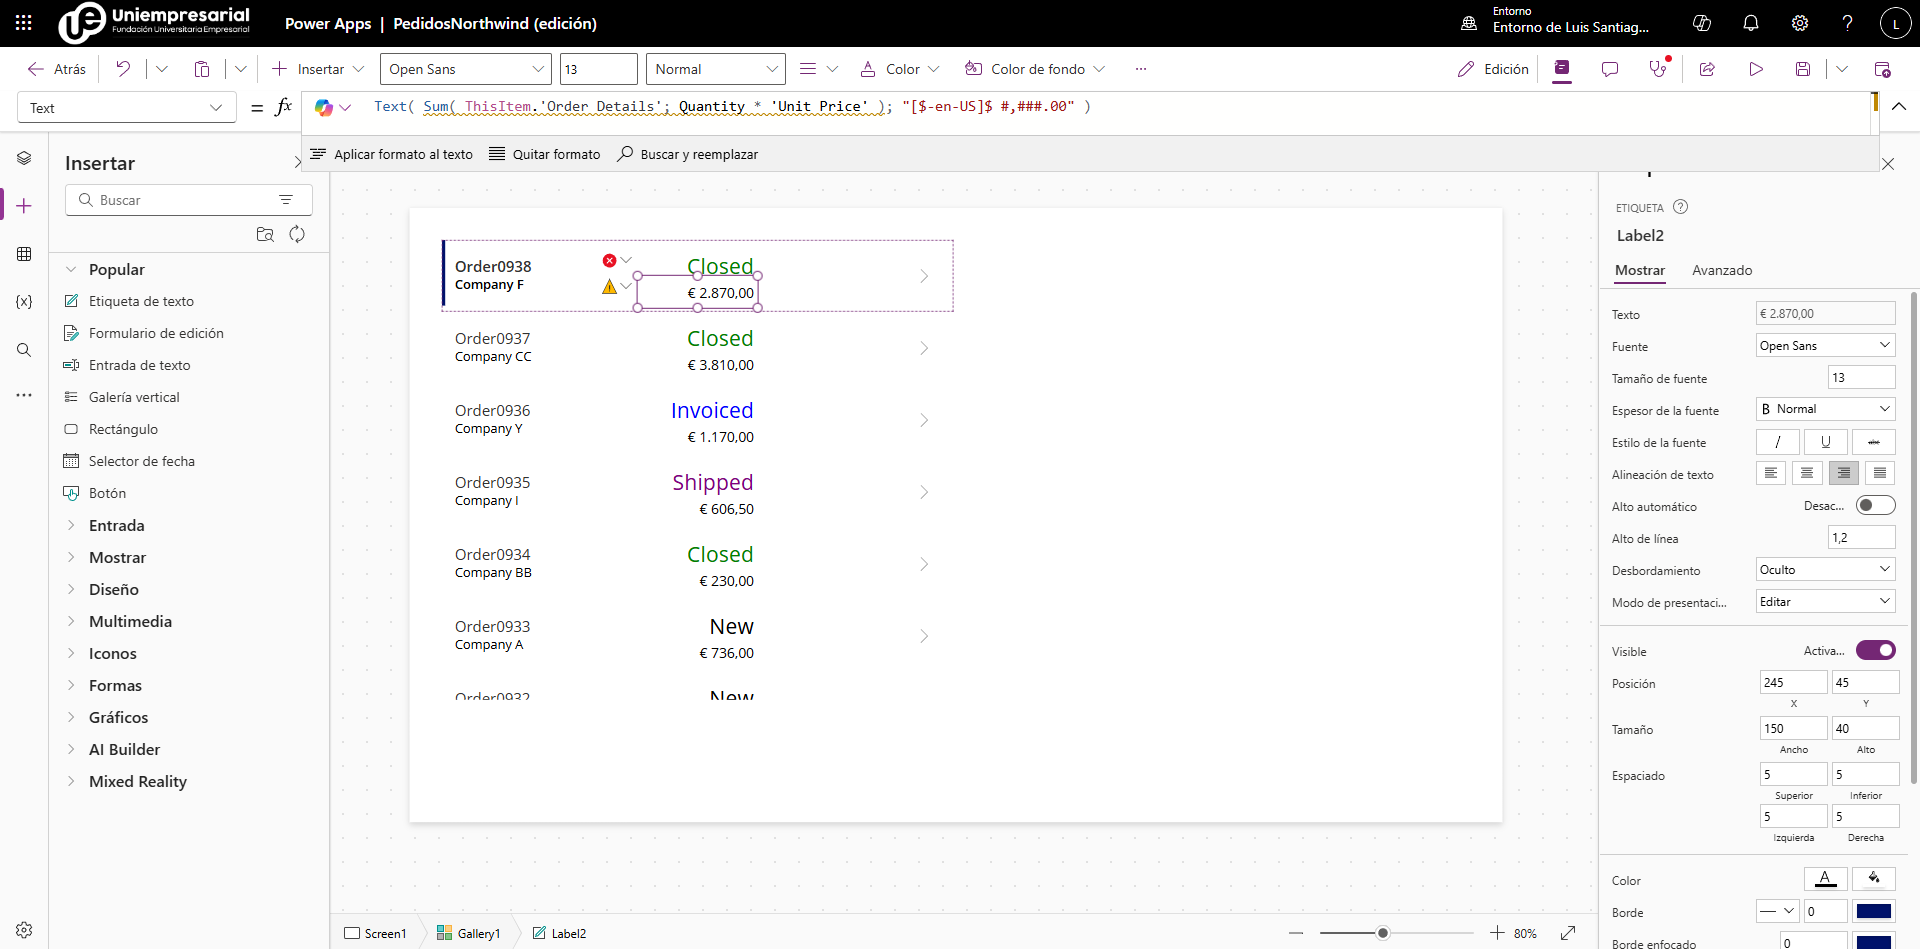 Uniempresarial
Fundación Universitaria Empresarial
Power Apps | PedidosNorthwind (edición)
Entorno
Entorno de Luis Santiag...
L
Atrás
Insertar
Open Sans
13
Normal
Color
Color de fondo
...
Edición
Text
= fx
Text( Sum( ThisItem.'Order Details'; Quantity * 'Unit Price' ); "[$-en-US]$ #,###.00" )
Aplicar formato al texto
Quitar formato
Buscar y reemplazar
Insertar
Buscar
Popular
Etiqueta de texto
Formulario de edición
Entrada de texto
Galería vertical
Rectángulo
Selector de fecha
Botón
Entrada
Mostrar
Diseño
Multimedia
Iconos
Formas
Gráficos
AI Builder
Mixed Reality
Order0938
Company F
Closed
€ 2.870,00
Order0937
Company CC
Closed
€ 3.810,00
Order0936
Company Y
Invoiced
€ 1.170,00
Order0935
Company I
Shipped
€ 606,50
Order0934
Company BB
Closed
€ 230,00
Order0933
Company A
New
€ 736,00
Order0932
New
Screen1
Gallery1
Label2
80%
ETIQUETA
Label2
Mostrar
Avanzado
Texto
€ 2.870,00
Fuente
Open Sans
Tamaño de fuente
13
Espesor de la fuente
B Normal
Estilo de la fuente
/ U abc
Alineación de texto
Alto automático
Desac...
Alto de línea
1,2
Desbordamiento
Oculto
Modo de presentaci...
Editar
Visible
Activa...
Posición
245 45
X Y
Tamaño
150 40
Ancho Alto
Espaciado
5 5
Superior Inferior
5 5
Izquierda Derecha
Color
A
Borde
0
Borde enfocado
0